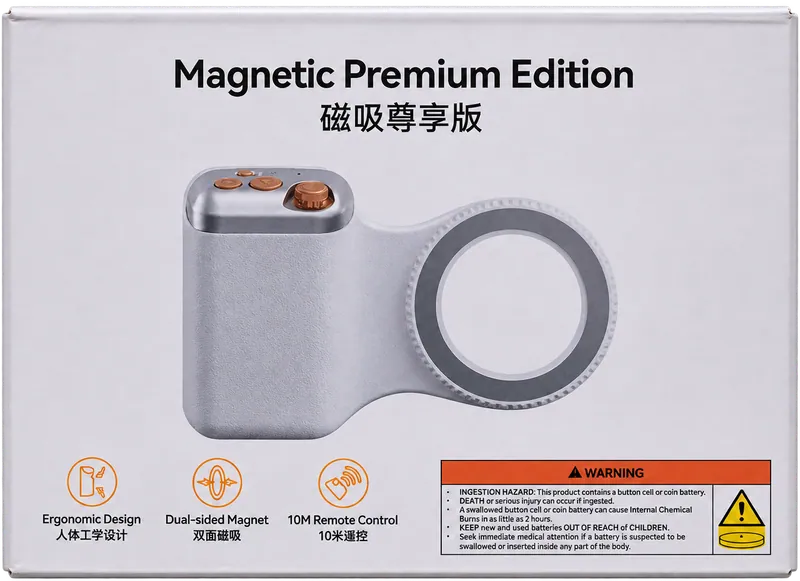 Magnetic Premium Edition
磁吸尊享版
Ergonomic Design
人体工学设计
Dual-sided Magnet
双面磁吸
10M Remote Control
10米遥控
WARNING
• INGESTION HAZARD: This product contains a button cell or coin battery.
• DEATH or serious injury can occur if ingested.
• A swallowed button cell or coin battery can cause Internal Chemical
Burns in as little as 2 hours.
• KEEP new and used batteries OUT OF REACH of CHILDREN.
• Seek immediate medical attention if a battery is suspected to be
swallowed or inserted inside any part of the body.